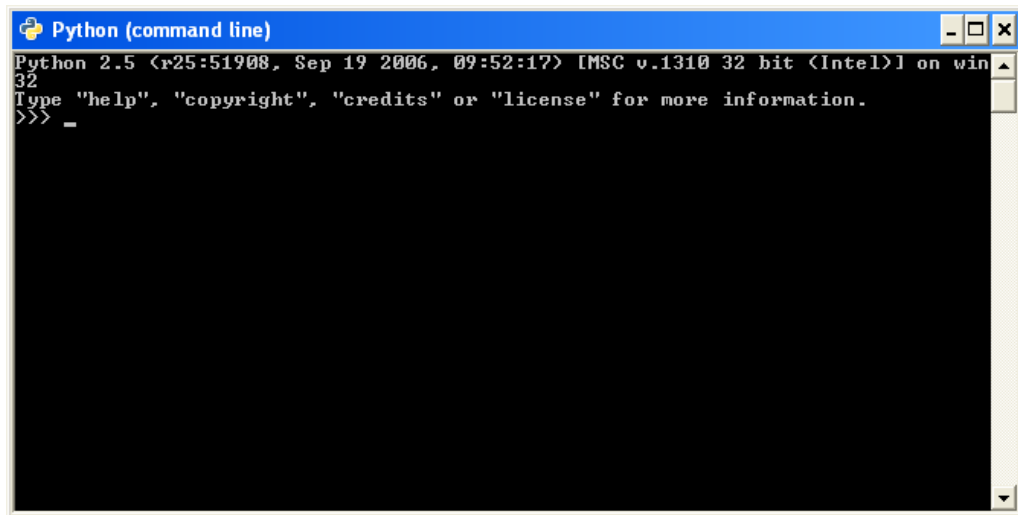 Python (command line)
Python 2.5 (r25:51908, Sep 19 2006, 09:52:17) [MSC v.1310 32 bit (Intel)] on win
32
Type "help", "copyright", "credits" or "license" for more information.
>>> _